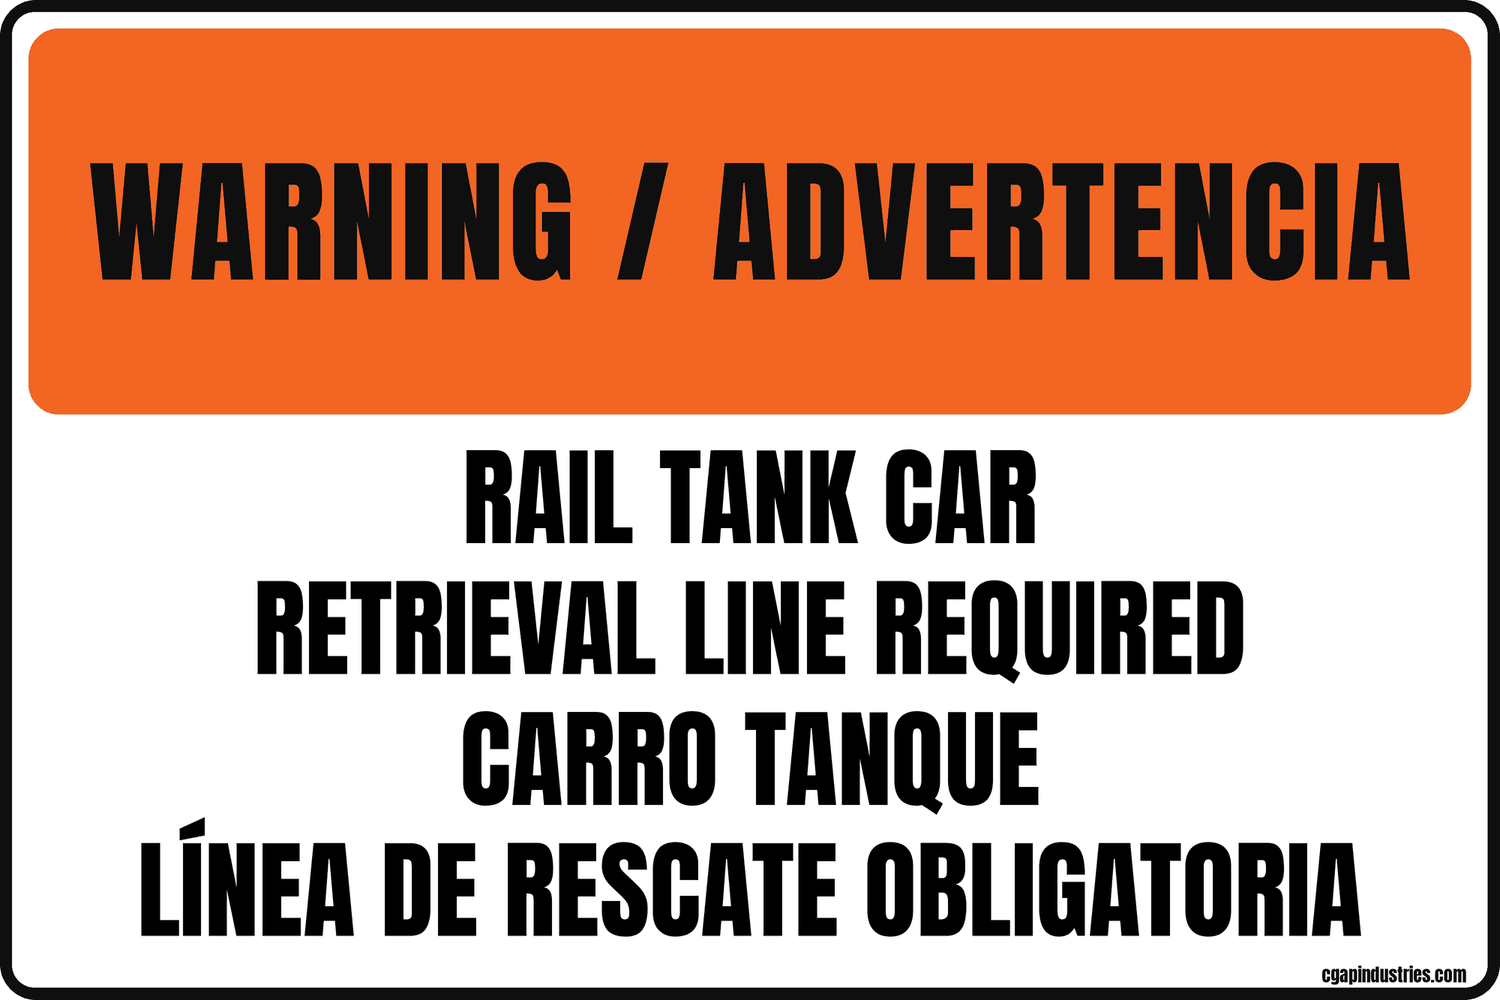 WARNING / ADVERTENCIA
RAIL TANK CAR
RETRIEVAL LINE REQUIRED
CARRO TANQUE
LÍNEA DE RESCATE OBLIGATORIA
cgapindustries.com